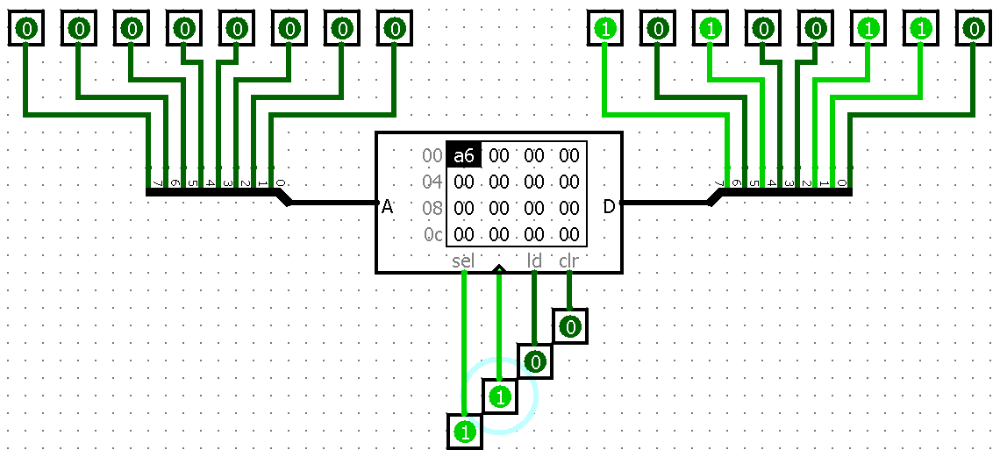 0 0 0 0 0 0 0 0 1 0 1 0 0 1 1 0
7 6 5 4 3 2 1 0 7 6 5 4 3 2 1 0
00 a6 00 00 00
04 00 00 00 00
A 08 00 00 00 00 D
0c 00 00 00 00
sel ld clr
0
0
1
1